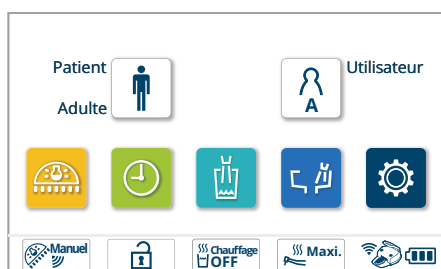 Patient
Utilisateur
Adulte
A
Manuel
Chauffage
OFF
Maxi.